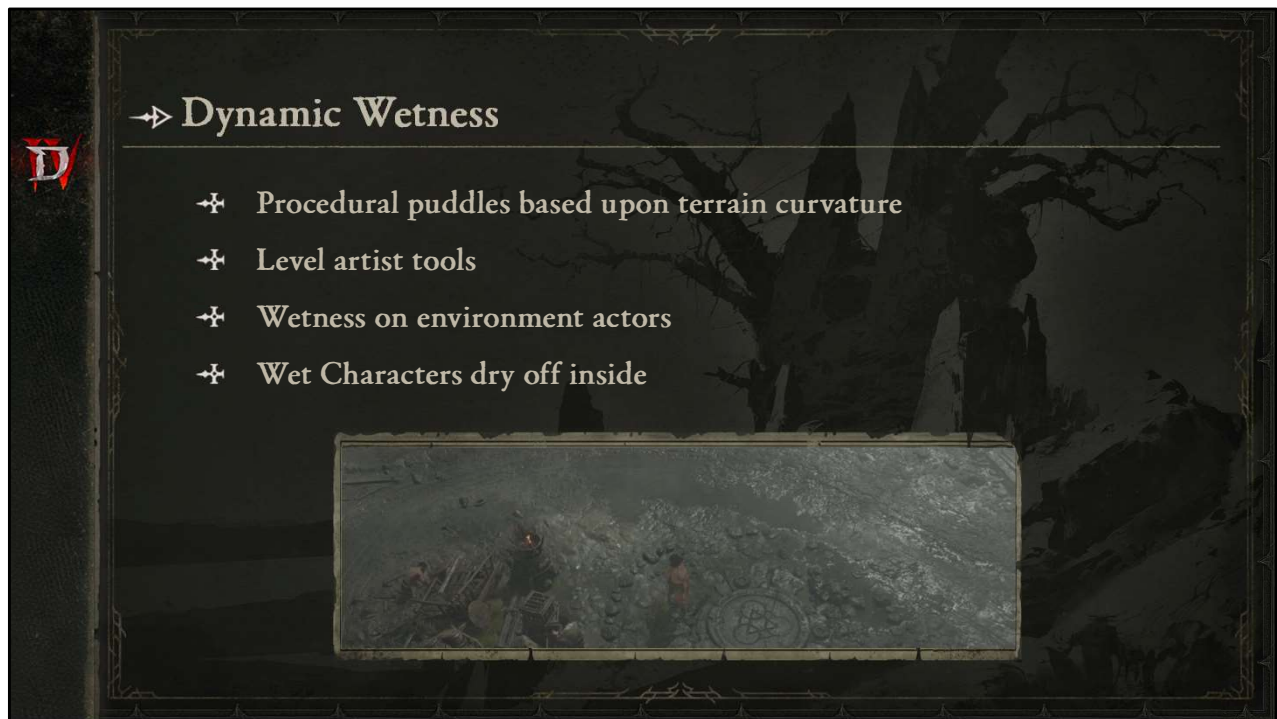 Dynamic Wetness
Procedural puddles based upon terrain curvature
Level artist tools
Wetness on environment actors
Wet Characters dry off inside